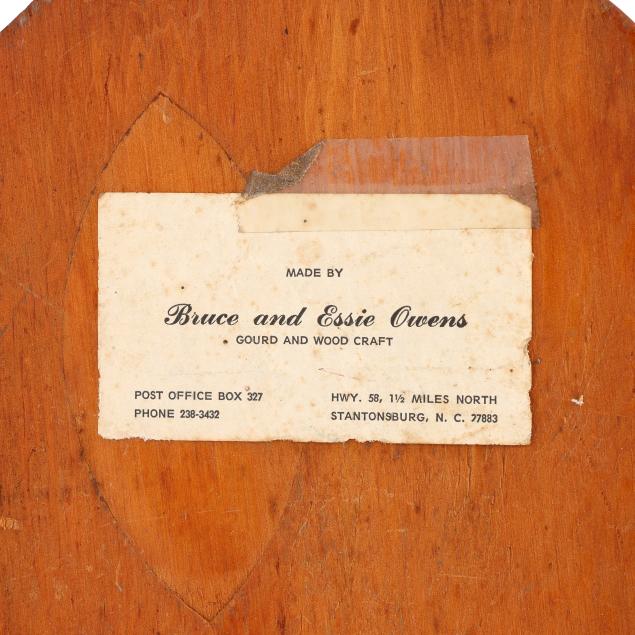 MADE BY
Bruce and Essie Owens
GOURD AND WOOD CRAFT
POST OFFICE BOX 327
PHONE 238-3432
HWY. 58, 1½ MILES NORTH
STANTONSBURG, N. C. 27883